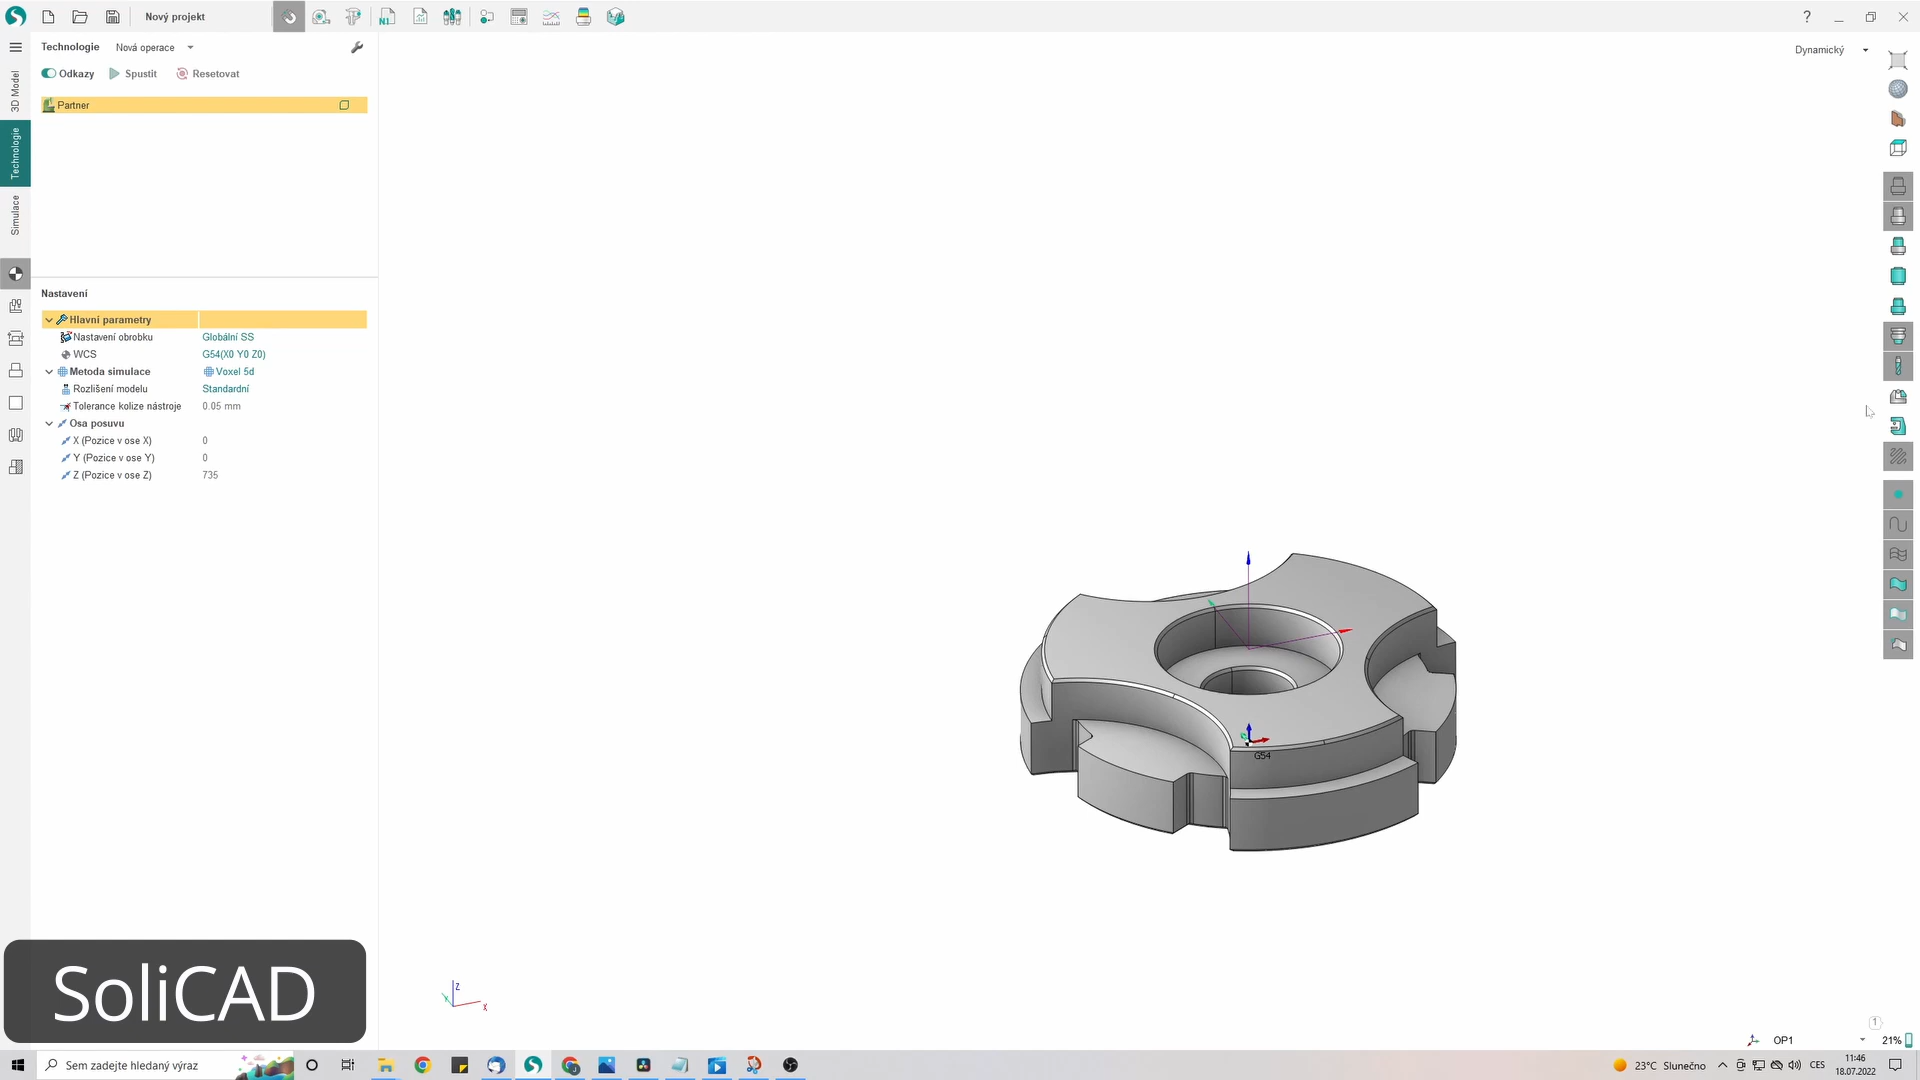 Nový projekt
?
Technologie Nová operace
Dynamický
Odkazy Spustit Resetovat
3D Model
Technologie
Simulace
Partner
Nastavení
Hlavní parametry
Nastavení obrobku Globální SS
WCS G54(X0 Y0 Z0)
Metoda simulace Voxel 5d
Rozlišení modelu Standardní
Tolerance kolize nástroje 0.05 mm
Osa posuvu
X (Pozice v ose X) 0
Y (Pozice v ose Y) 0
Z (Pozice v ose Z) 735
G54
SoliCAD
Z
Y
X
1
OP1 21%
Sem zadejte hledaný výraz
23°C Slunečno
CES
11:46
18.07.2022